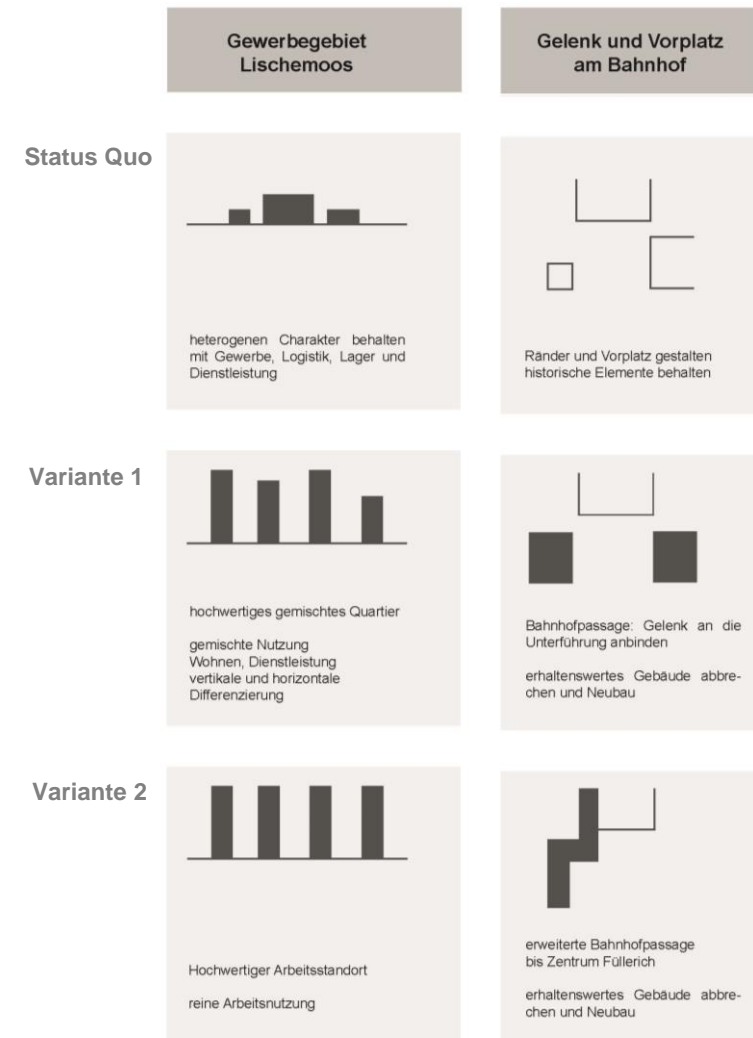 Gewerbegebiet
Lischemoos
Gelenk und Vorplatz
am Bahnhof
Status Quo
heterogenen Charakter behalten
mit Gewerbe, Logistik, Lager und
Dienstleistung
Ränder und Vorplatz gestalten
historische Elemente behalten
Variante 1
hochwertiges gemischtes Quartier
gemischte Nutzung
Wohnen, Dienstleistung
vertikale und horizontale
Differenzierung
Bahnhofpassage: Gelenk an die
Unterführung anbinden
erhaltenswertes Gebäude abbre-
chen und Neubau
Variante 2
Hochwertiger Arbeitsstandort
reine Arbeitsnutzung
erweiterte Bahnhofpassage
bis Zentrum Füllerich
erhaltenswertes Gebäude abbre-
chen und Neubau